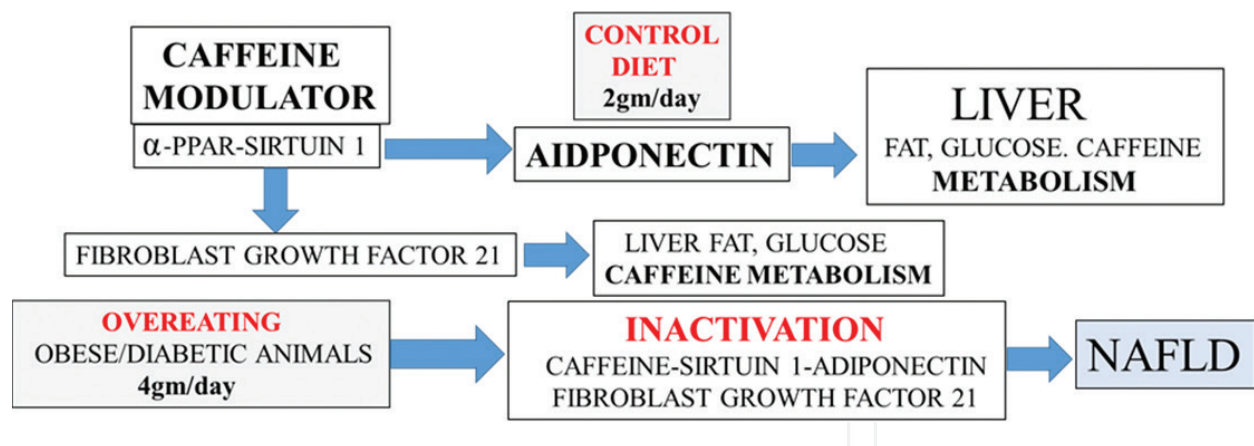 CAFFEINE
MODULATOR
α-PPAR-SIRTUIN 1
CONTROL
DIET
2gm/day
AIDPONECTIN
LIVER
FAT, GLUCOSE. CAFFEINE
METABOLISM
FIBROBLAST GROWTH FACTOR 21
LIVER FAT, GLUCOSE
CAFFEINE METABOLISM
OVEREATING
OBESE/DIABETIC ANIMALS
4gm/day
INACTIVATION
CAFFEINE-SIRTUIN 1-ADIPONECTIN
FIBROBLAST GROWTH FACTOR 21
NAFLD